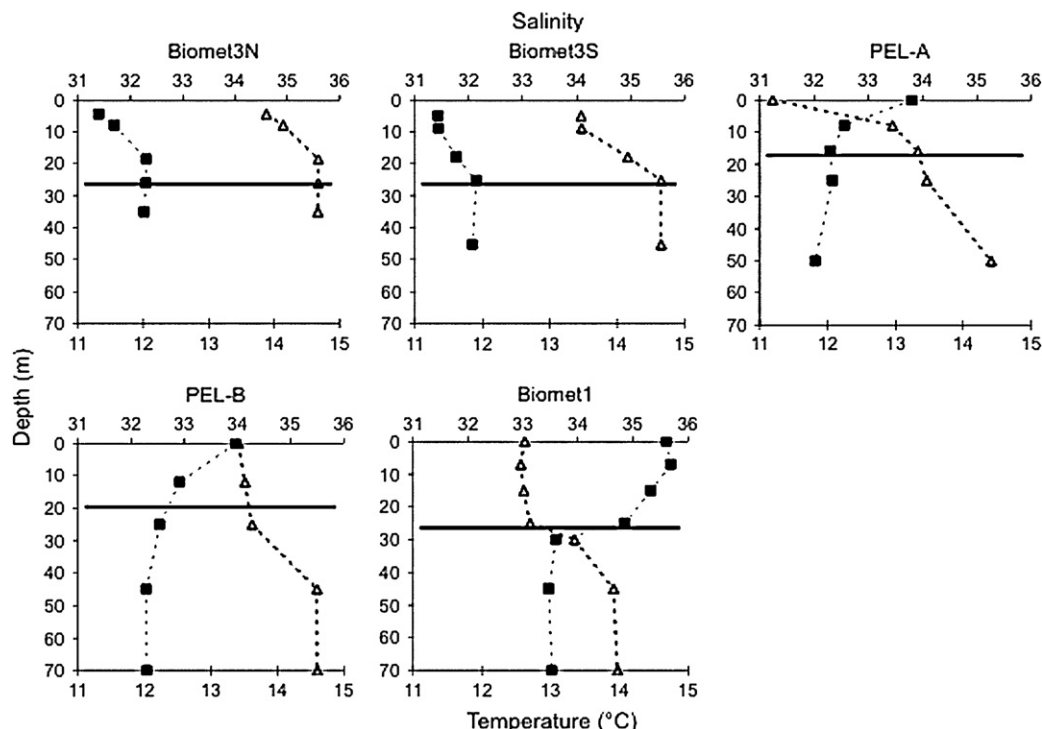 Salinity
Biomet3N Biomet3S PEL-A
31 32 33 34 35 36 31 32 33 34 35 36 31 32 33 34 35 36
0 0 0
10 10 10
20 20 20
30 30 30
40 40 40
50 50 50
60 60 60
70 70 70
11 12 13 14 15 11 12 13 14 15 11 12 13 14 15
Depth (m)
PEL-B Biomet1
31 32 33 34 35 36 31 32 33 34 35 36
0 0
10 10
20 20
30 30
40 40
50 50
60 60
70 70
11 12 13 14 15 11 12 13 14 15
Temperature (°C)